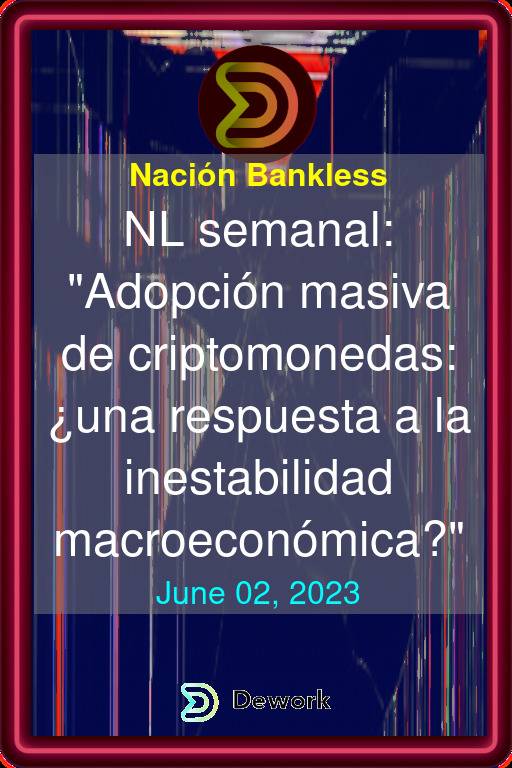 Nación Bankless
NL semanal:
"Adopción masiva
de criptomonedas:
¿una respuesta a la
inestabilidad
macroeconómica?"
June 02, 2023
Dework